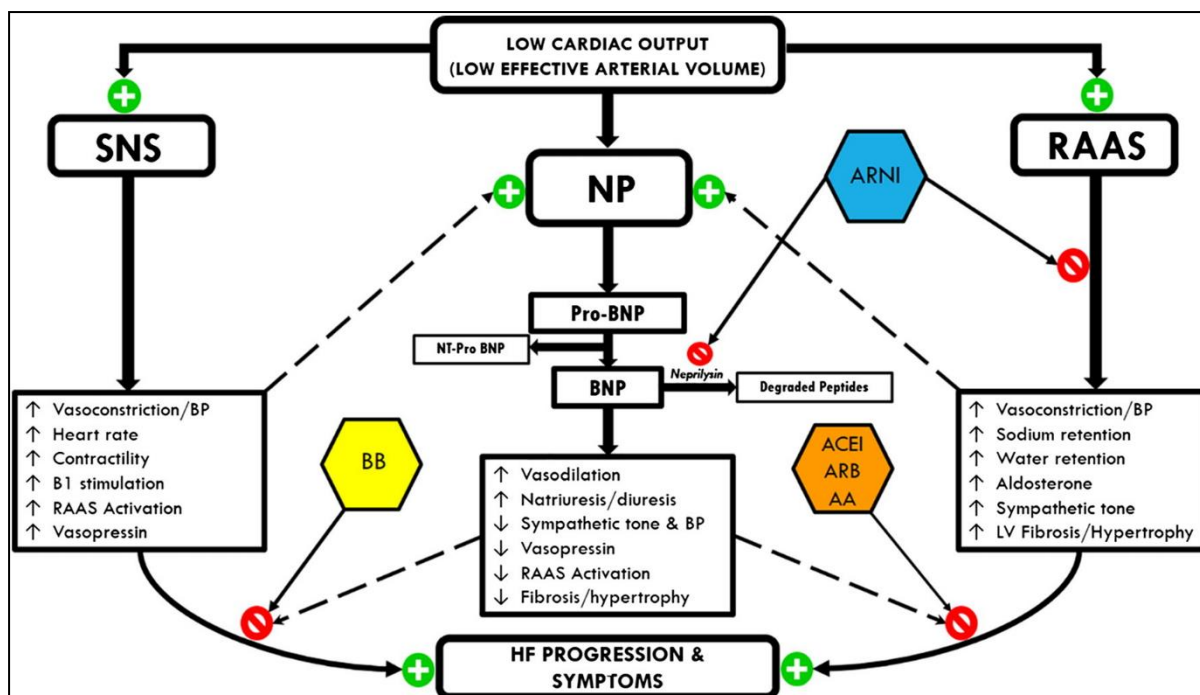 LOW CARDIAC OUTPUT
(LOW EFFECTIVE ARTERIAL VOLUME)
SNS
NP
RAAS
ARNI
Pro-BNP
NT-Pro BNP
BNP
Neprilysin
Degraded Peptides
↑ Vasoconstriction/BP
↑ Heart rate
↑ Contractility
↑ B1 stimulation
↑ RAAS Activation
↑ Vasopressin
BB
↑ Vasodilation
↑ Natriuresis/diuresis
↓ Sympathetic tone & BP
↓ Vasopressin
↓ RAAS Activation
↓ Fibrosis/hypertrophy
ACEI
ARB
AA
↑ Vasoconstriction/BP
↑ Sodium retention
↑ Water retention
↑ Aldosterone
↑ Sympathetic tone
↑ LV Fibrosis/Hypertrophy
HF PROGRESSION &
SYMPTOMS